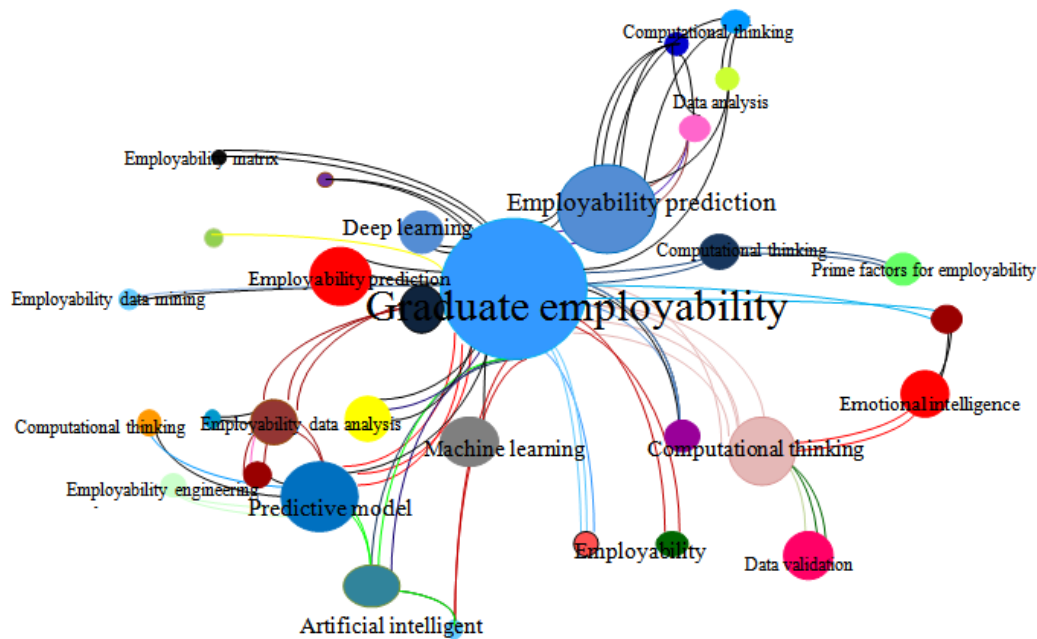 Computational thinking
Data analysis
Employability matrix
Employability prediction
Deep learning
Computational thinking
Prime factors for employability
Employability prediction
Employability data mining
Graduate employability
Emotional intelligence
Computational thinking
Employability data analysis
Machine learning
Computational thinking
Employability engineering
Predictive model
Employability
Data validation
Artificial intelligent